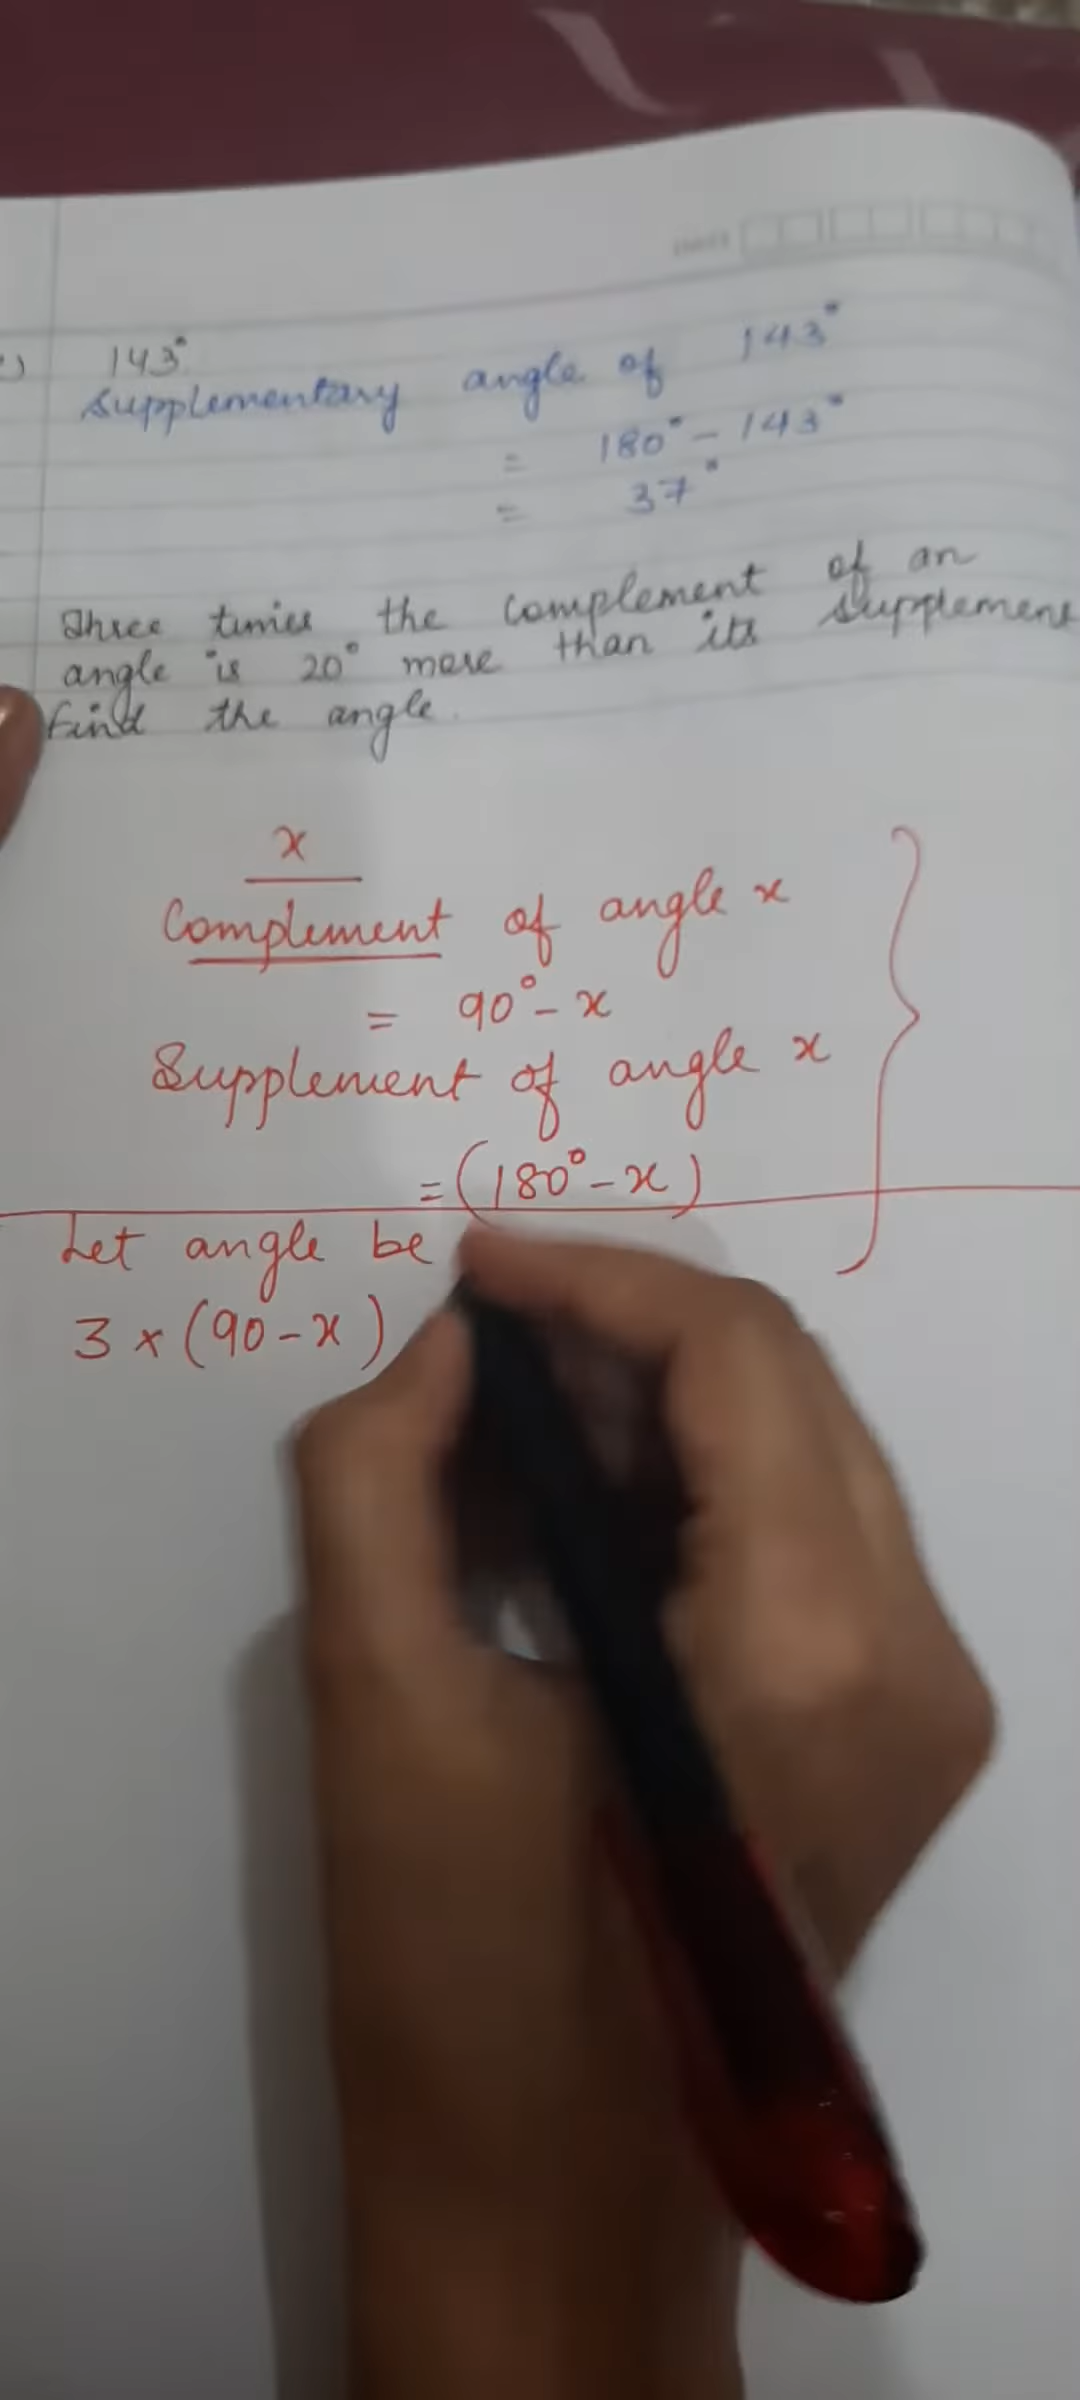 143°
Supplementary angle of 143°
= 180° - 143°
= 37°
Three times the complement of an
angle is 20° more than its supplement
find the angle.
x
Complement of angle x
= 90° - x
Supplement of angle x
= (180° - x)
Let angle be
3 × (90 - x)